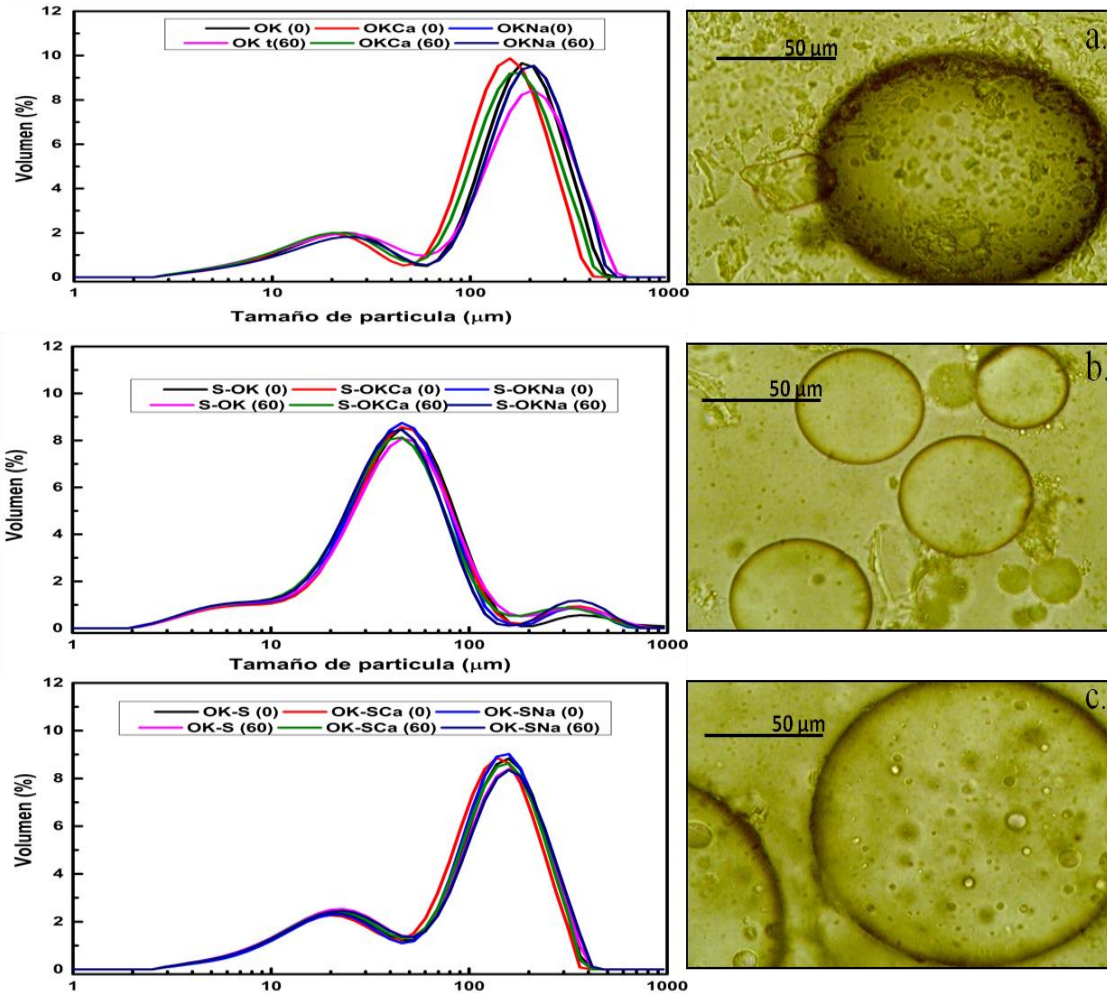 OK (0) OKCa (0) OKNa(0)
OK t(60) OKCa (60) OKNa (60)
12
10
8
6
4
2
0
Volumen (%)
1 10 100 1000
Tamaño de particula (μm)
50 μm
a.
S-OK (0) S-OKCa (0) S-OKNa (0)
S-OK (60) S-OKCa (60) S-OKNa (60)
12
10
8
6
4
2
0
Volumen (%)
1 10 100 1000
Tamaño de particula (μm)
50 μm
b.
OK-S (0) OK-SCa (0) OK-SNa (0)
OK-S (60) OK-SCa (60) OK-SNa (60)
12
10
8
6
4
2
0
Volumen (%)
1 10 100 1000
Tamaño de particula (μm)
50 μm
c.